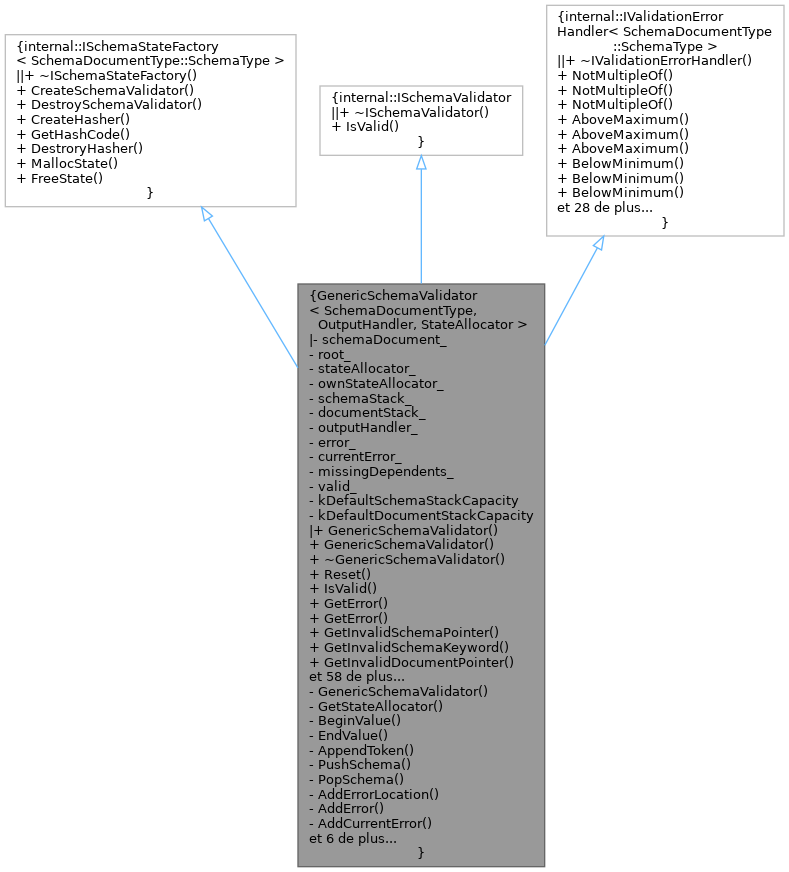 {internal::ISchemaStateFactory
< SchemaDocumentType::SchemaType >
||+ ~ISchemaStateFactory()
+ CreateSchemaValidator()
+ DestroySchemaValidator()
+ CreateHasher()
+ GetHashCode()
+ DestroryHasher()
+ MallocState()
+ FreeState()
}
{internal::ISchemaValidator
||+ ~ISchemaValidator()
+ IsValid()
}
{internal::IValidationError
Handler< SchemaDocumentType
::SchemaType >
||+ ~IValidationErrorHandler()
+ NotMultipleOf()
+ NotMultipleOf()
+ NotMultipleOf()
+ AboveMaximum()
+ AboveMaximum()
+ AboveMaximum()
+ BelowMinimum()
+ BelowMinimum()
+ BelowMinimum()
et 28 de plus...
}
{GenericSchemaValidator
< SchemaDocumentType,
OutputHandler, StateAllocator >
|- schemaDocument_
- root_
- stateAllocator_
- ownStateAllocator_
- schemaStack_
- documentStack_
- outputHandler_
- error_
- currentError_
- missingDependents_
- valid_
- kDefaultSchemaStackCapacity
- kDefaultDocumentStackCapacity
|+ GenericSchemaValidator()
+ GenericSchemaValidator()
+ ~GenericSchemaValidator()
+ Reset()
+ IsValid()
+ GetError()
+ GetError()
+ GetInvalidSchemaPointer()
+ GetInvalidSchemaKeyword()
+ GetInvalidDocumentPointer()
et 58 de plus...
- GenericSchemaValidator()
- GetStateAllocator()
- BeginValue()
- EndValue()
- AppendToken()
- PushSchema()
- PopSchema()
- AddErrorLocation()
- AddError()
- AddCurrentError()
et 6 de plus...
}